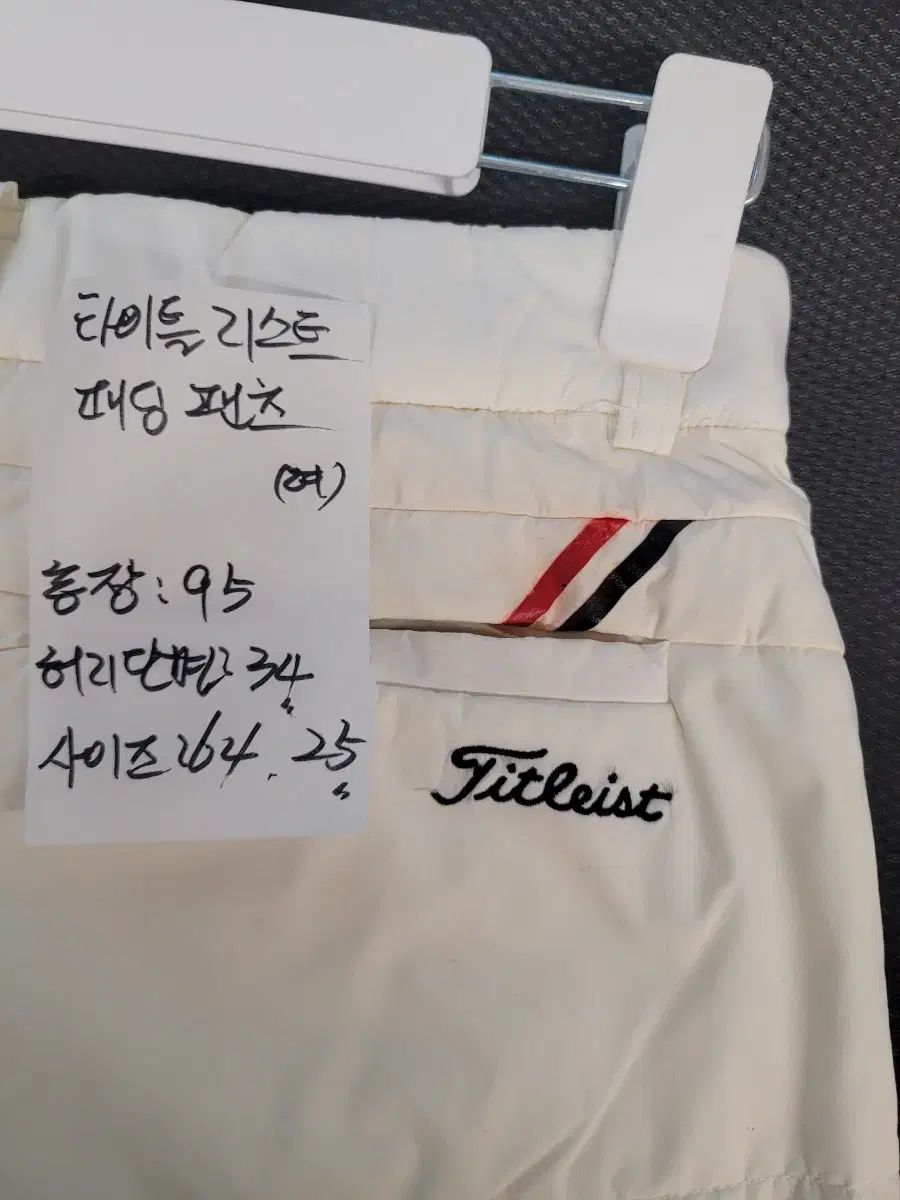 타이틀리스트
패딩팬츠
(여)
총장: 95
허리단면: 34
사이즈 64. 25
Titleist